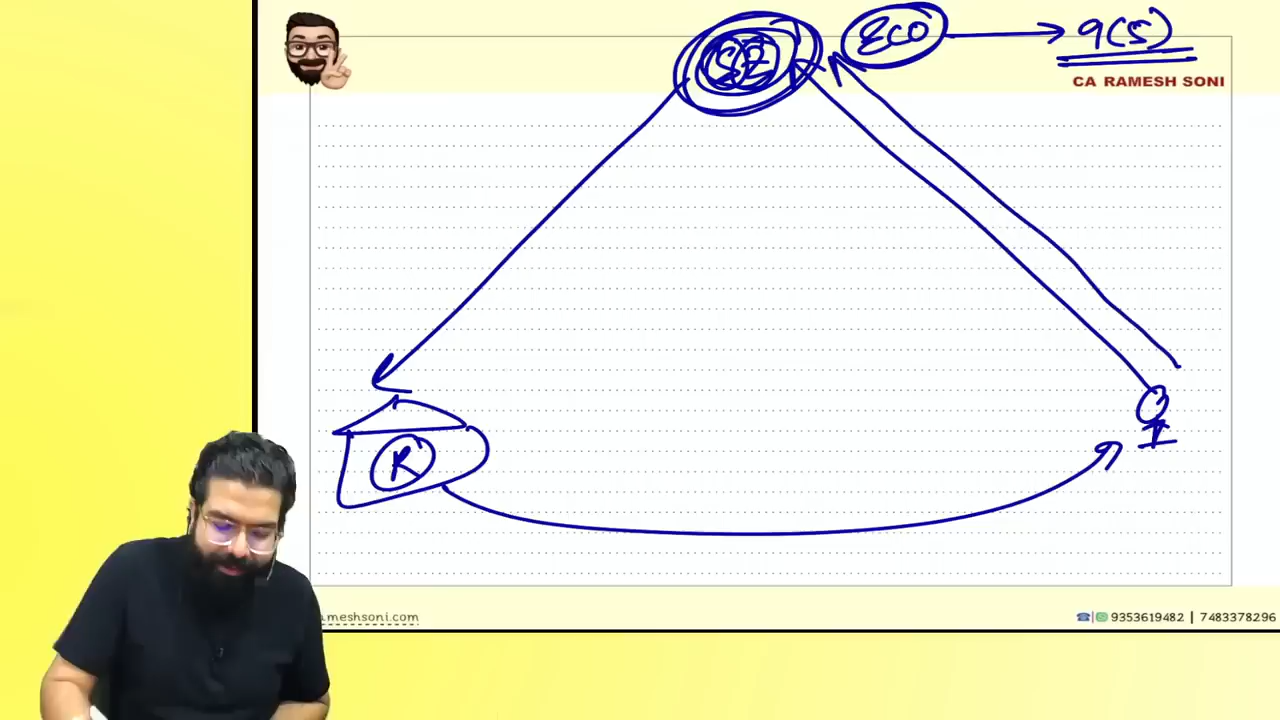 ECO → 9(5)
CA RAMESH SONI
R
.meshsoni.com
9353619482 | 7483378296